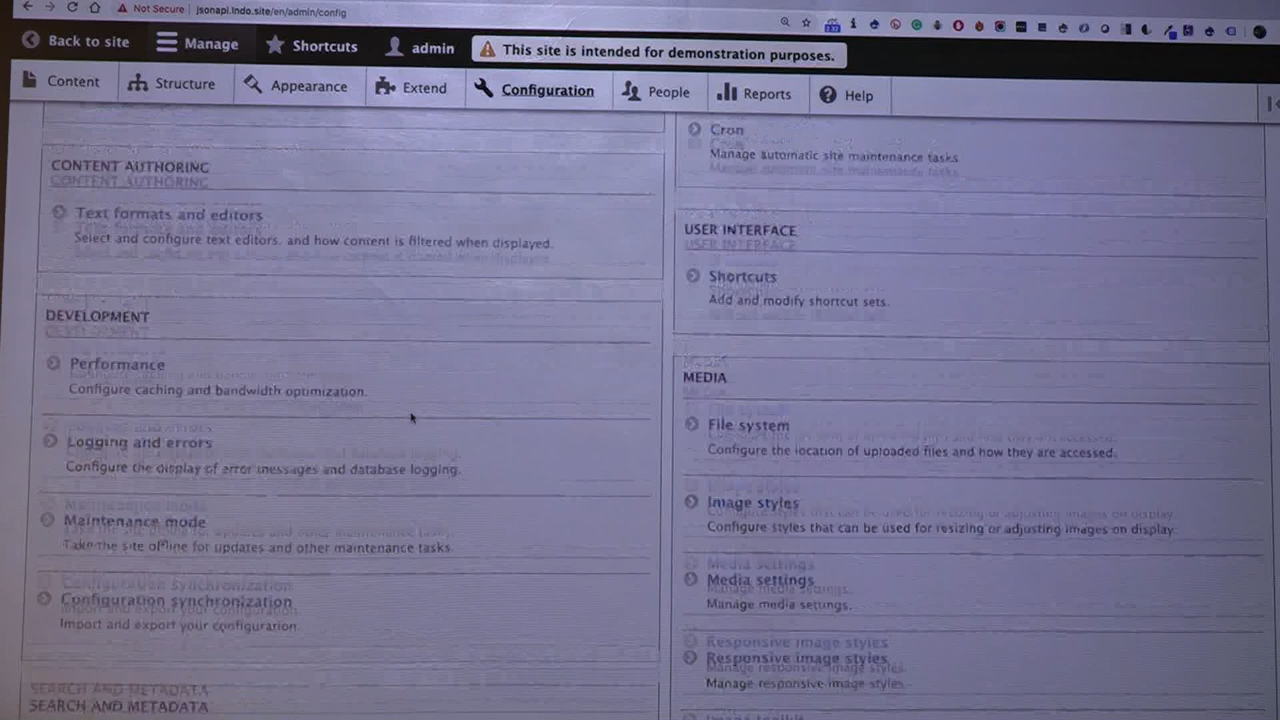 Not Secure jsonapi.lndo.site/en/admin/config
Back to site Manage Shortcuts admin This site is intended for demonstration purposes.
Content Structure Appearance Extend Configuration People Reports Help
CONTENT AUTHORING
Text formats and editors
Select and configure text editors, and how content is filtered when displayed.
DEVELOPMENT
Performance
Configure caching and bandwidth optimization.
Logging and errors
Configure the display of error messages and database logging.
Maintenance mode
Take the site offline for updates and other maintenance tasks.
Configuration synchronization
Import and export your configuration.
SEARCH AND METADATA
Cron
Manage automatic site maintenance tasks.
USER INTERFACE
Shortcuts
Add and modify shortcut sets.
MEDIA
File system
Configure the location of uploaded files and how they are accessed.
Image styles
Configure styles that can be used for resizing or adjusting images on display.
Media settings
Manage media settings.
Responsive image styles
Manage responsive image styles.